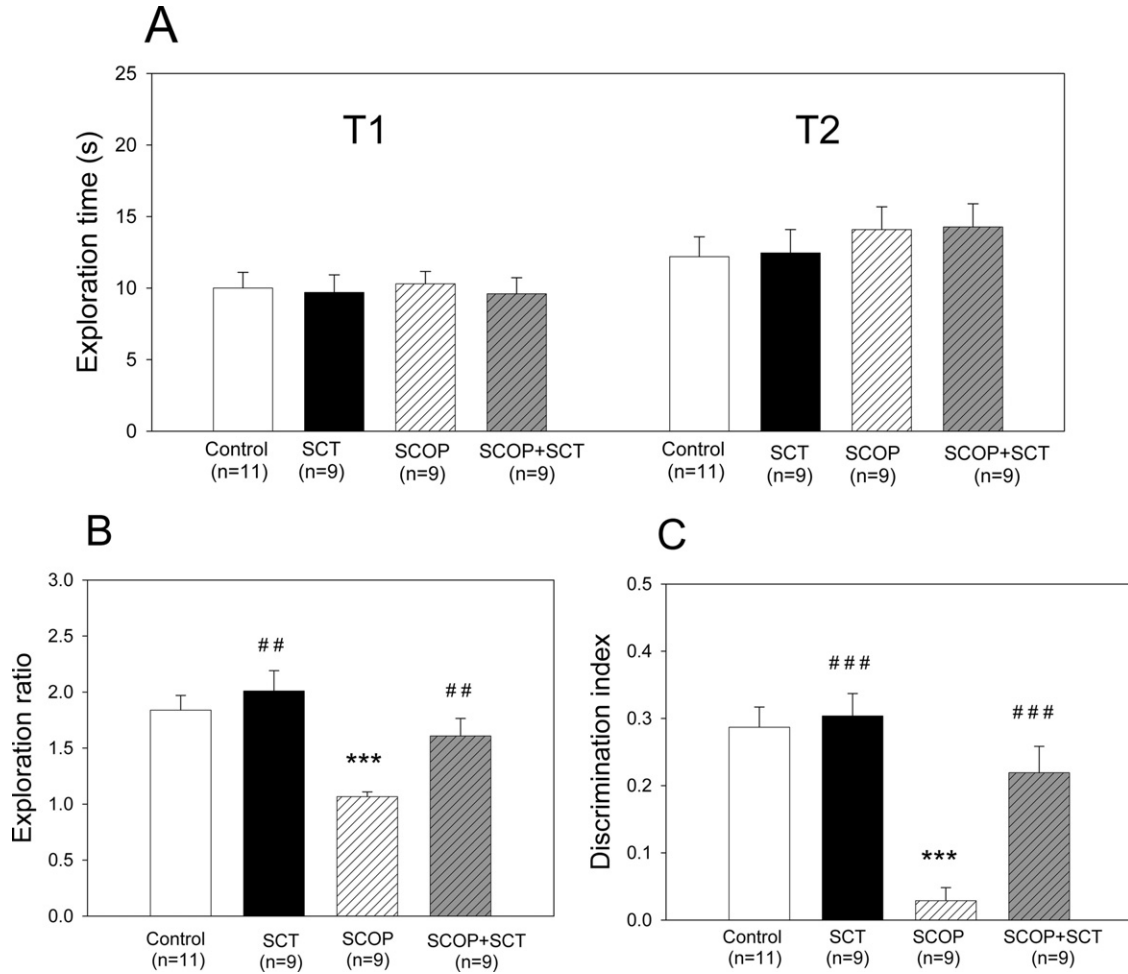 A
25
20
15
10
5
0
Exploration time (s)
T1 T2
Control SCT SCOP SCOP+SCT Control SCT SCOP SCOP+SCT
(n=11) (n=9) (n=9) (n=9) (n=11) (n=9) (n=9) (n=9)
B
3.0
2.5
2.0
1.5
1.0
0.5
0.0
Exploration ratio
##
***
##
Control SCT SCOP SCOP+SCT
(n=11) (n=9) (n=9) (n=9)
C
0.5
0.4
0.3
0.2
0.1
0.0
Discrimination index
###
***
###
Control SCT SCOP SCOP+SCT
(n=11) (n=9) (n=9) (n=9)